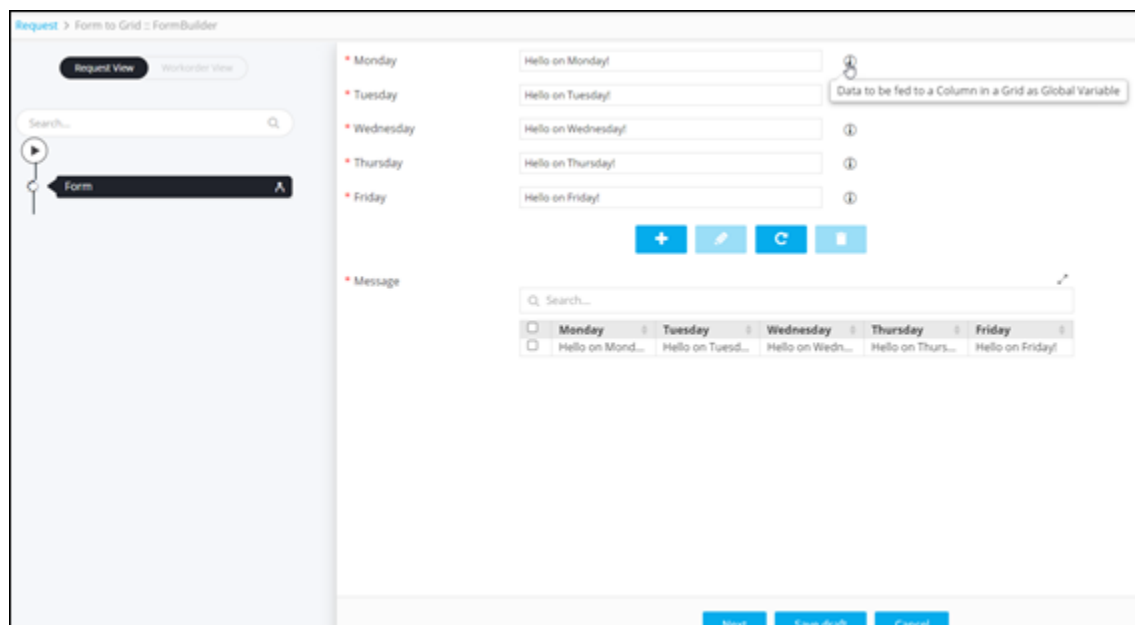 Request > Form to Grid :: FormBuilder
Request View Workorder View
Search...
Form
* Monday Hello on Monday!
Data to be fed to a Column in a Grid as Global Variable
* Tuesday Hello on Tuesday!
* Wednesday Hello on Wednesday!
* Thursday Hello on Thursday!
* Friday Hello on Friday!
* Message
Search...
Monday Tuesday Wednesday Thursday Friday
Hello on Mond... Hello on Tuesd... Hello on Wedn... Hello on Thurs... Hello on Friday!
Next Save draft Cancel